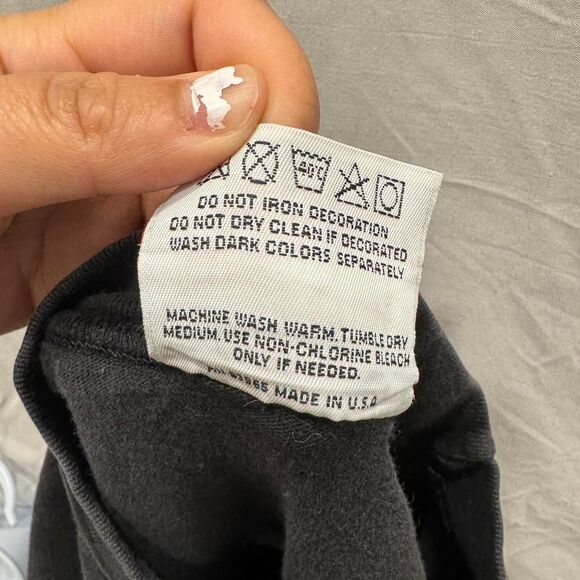 40°C
DO NOT IRON DECORATION
DO NOT DRY CLEAN IF DECORATED
WASH DARK COLORS SEPARATELY
MACHINE WASH WARM. TUMBLE DRY
MEDIUM. USE NON-CHLORINE BLEACH
ONLY IF NEEDED.
MADE IN U.S.A